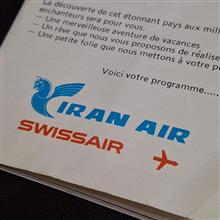 La découverte de cet étonnant pays aux mill
enchanteurs sera pour vous.
— Une merveilleuse aventure de vacances
— Un rêve que nous vous proposons de réalise
— Une petite folie que nous mettons à votre po
Voici votre programme.....
IRAN AIR
SWISSAIR